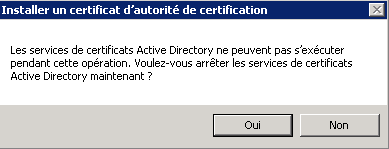 Installer un certificat d'autorité de certification
Les services de certificats Active Directory ne peuvent pas s'exécuter
pendant cette opération. Voulez-vous arrêter les services de certificats
Active Directory maintenant ?
Oui
Non